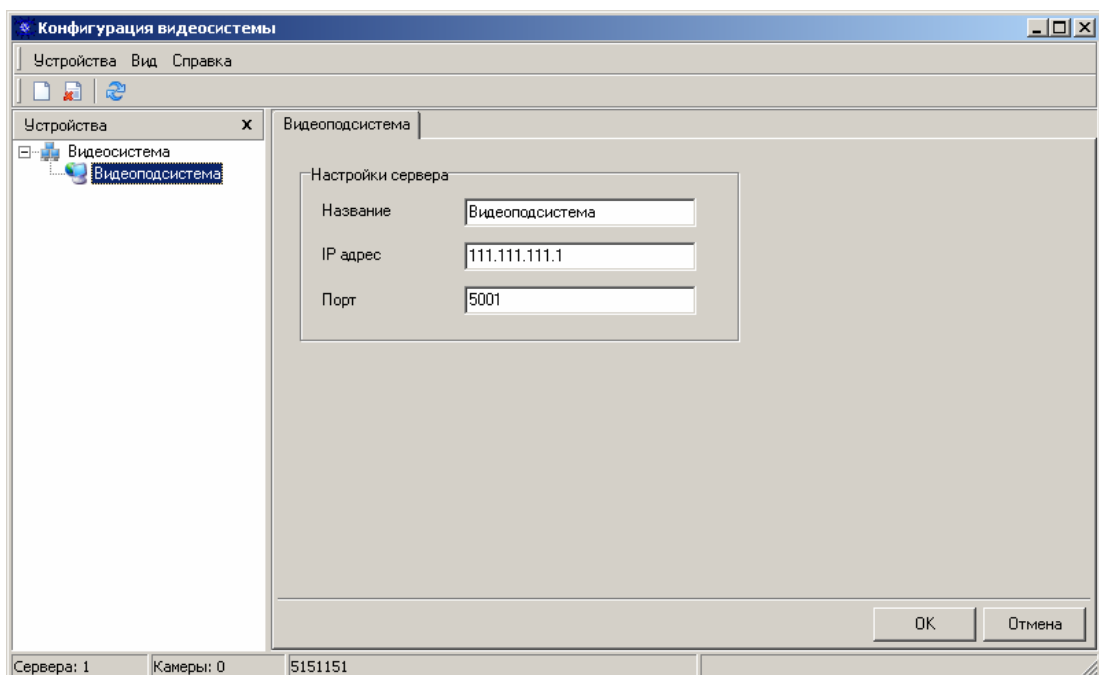 Конфигурация видеосистемы
Устройства Вид Справка
Устройства x
Видеоподсистема
Видеосистема
Видеоподсистема
Настройки сервера
Название Видеоподсистема
IP адрес 111.111.111.1
Порт 5001
OK Отмена
Сервера: 1 Камеры: 0 5151151